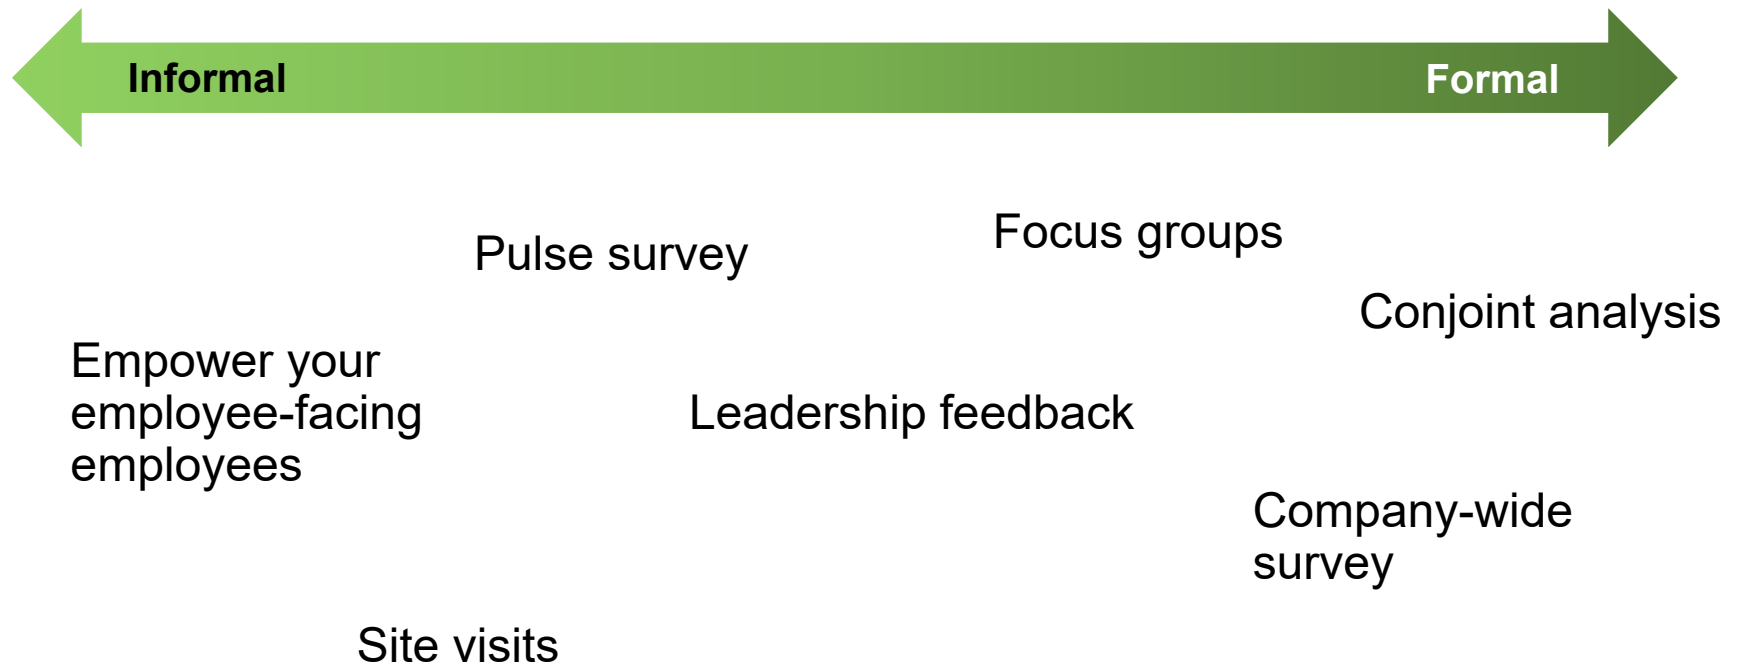 Informal
Formal
Focus groups
Pulse survey
Conjoint analysis
Empower your
employee-facing
employees
Leadership feedback
Company-wide
survey
Site visits